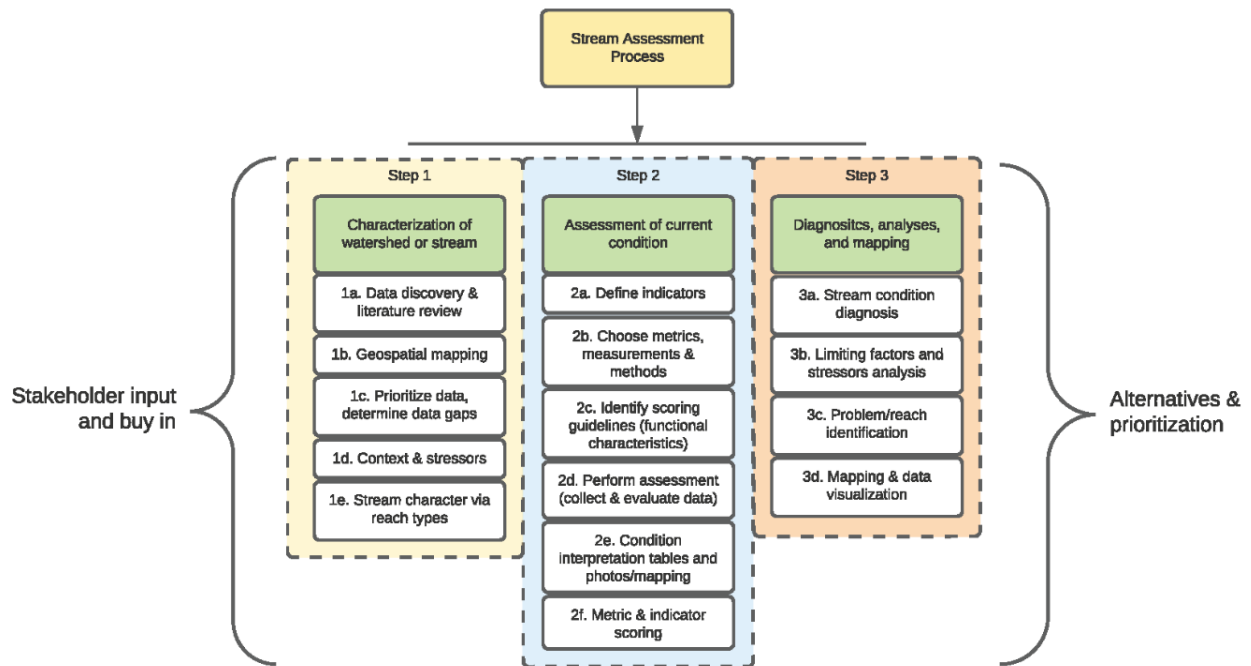 Stream Assessment
Process
Step 1
Step 2
Step 3
Characterization of
watershed or stream
1a. Data discovery &
literature review
1b. Geospatial mapping
1c. Prioritize data,
determine data gaps
1d. Context & stressors
1e. Stream character via
reach types
Assessment of current
condition
2a. Define indicators
2b. Choose metrics,
measurements &
methods
2c. Identify scoring
guidelines (functional
characteristics)
2d. Perform assessment
(collect & evaluate data)
2e. Condition
interpretation tables and
photos/mapping
2f. Metric & indicator
scoring
Diagnositcs, analyses,
and mapping
3a. Stream condition
diagnosis
3b. Limiting factors and
stressors analysis
3c. Problem/reach
identification
3d. Mapping & data
visualization
Stakeholder input
and buy in
Alternatives &
prioritization